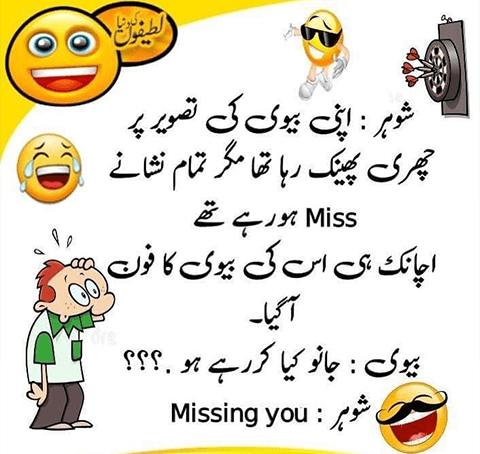 لطیفوں کی دنیا
شوہر : اپنی بیوی کی تصویر پر
چھری پھینک رہا تھا مگر تمام نشانے
Miss ہو رہے تھے
اچانک ہی اس کی بیوی کا فون
آگیا۔
بیوی : جانو کیا کر رہے ہو .؟؟؟
شوہر : Missing you